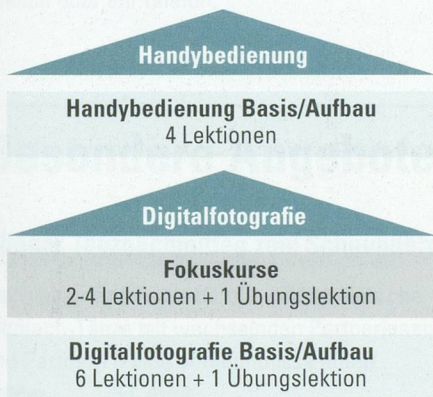 Handybedienung
Handybedienung Basis/Aufbau
4 Lektionen
Digitalfotografie
Fokuskurse
2-4 Lektionen + 1 Übungslektion
Digitalfotografie Basis/Aufbau
6 Lektionen + 1 Übungslektion